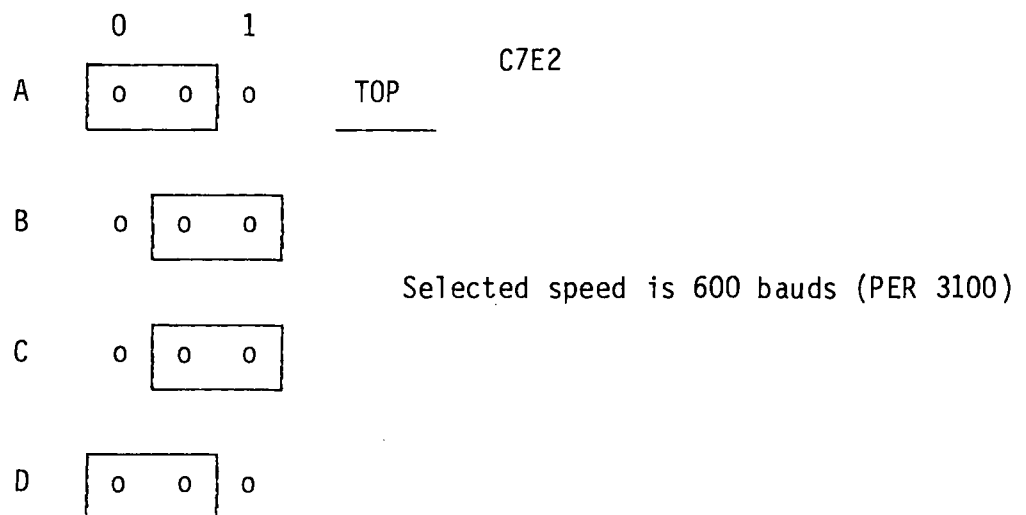 0 1
C7E2
A o o o TOP
B o o o
Selected speed is 600 bauds (PER 3100)
C o o o
D o o o